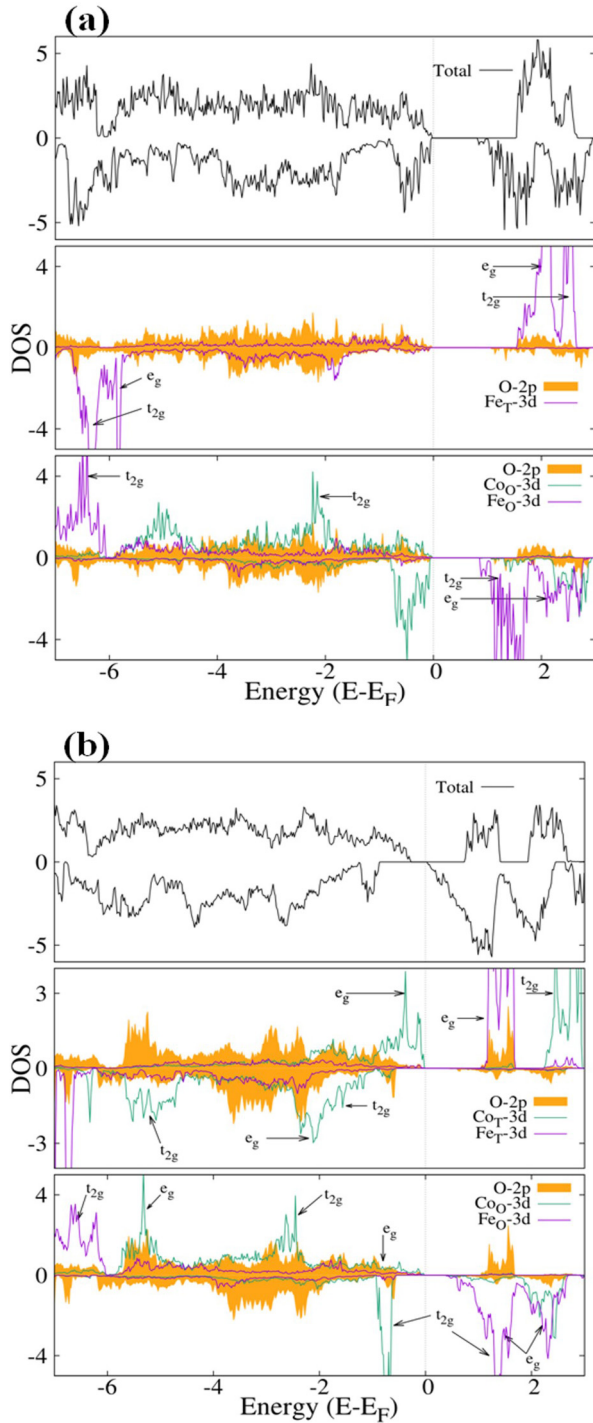 (a)
5
Total
0
-5
4
e_g
t_2g
0
O-2p
Fe_T-3d
e_g
-4
t_2g
DOS
4
t_2g
O-2p
Co_O-3d
Fe_O-3d
t_2g
0
t_2g
e_g
-4
-6 -4 -2 0 2
Energy (E-E_F)
(b)
5
Total
0
-5
3
e_g
t_2g
e_g
0
O-2p
Co_T-3d
Fe_T-3d
t_2g
e_g
t_2g
-3
DOS
4
t_2g
e_g
t_2g
O-2p
Co_O-3d
Fe_O-3d
e_g
0
t_2g
e_g
-4
-6 -4 -2 0 2
Energy (E-E_F)